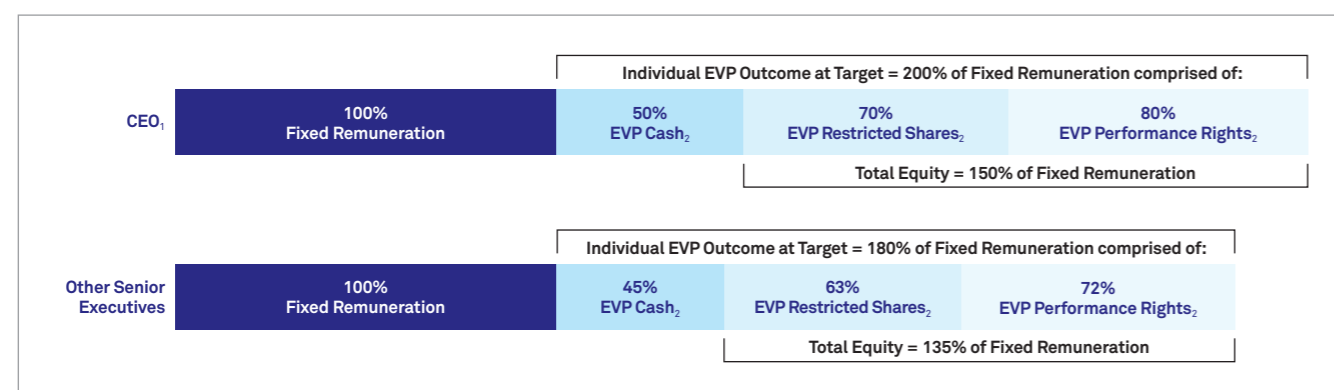 Individual EVP Outcome at Target = 200% of Fixed Remuneration comprised of:
CEO1
100%
Fixed Remuneration
50%
EVP Cash2
70%
EVP Restricted Shares2
80%
EVP Performance Rights2
Total Equity = 150% of Fixed Remuneration
Individual EVP Outcome at Target = 180% of Fixed Remuneration comprised of:
Other Senior
Executives
100%
Fixed Remuneration
45%
EVP Cash2
63%
EVP Restricted Shares2
72%
EVP Performance Rights2
Total Equity = 135% of Fixed Remuneration